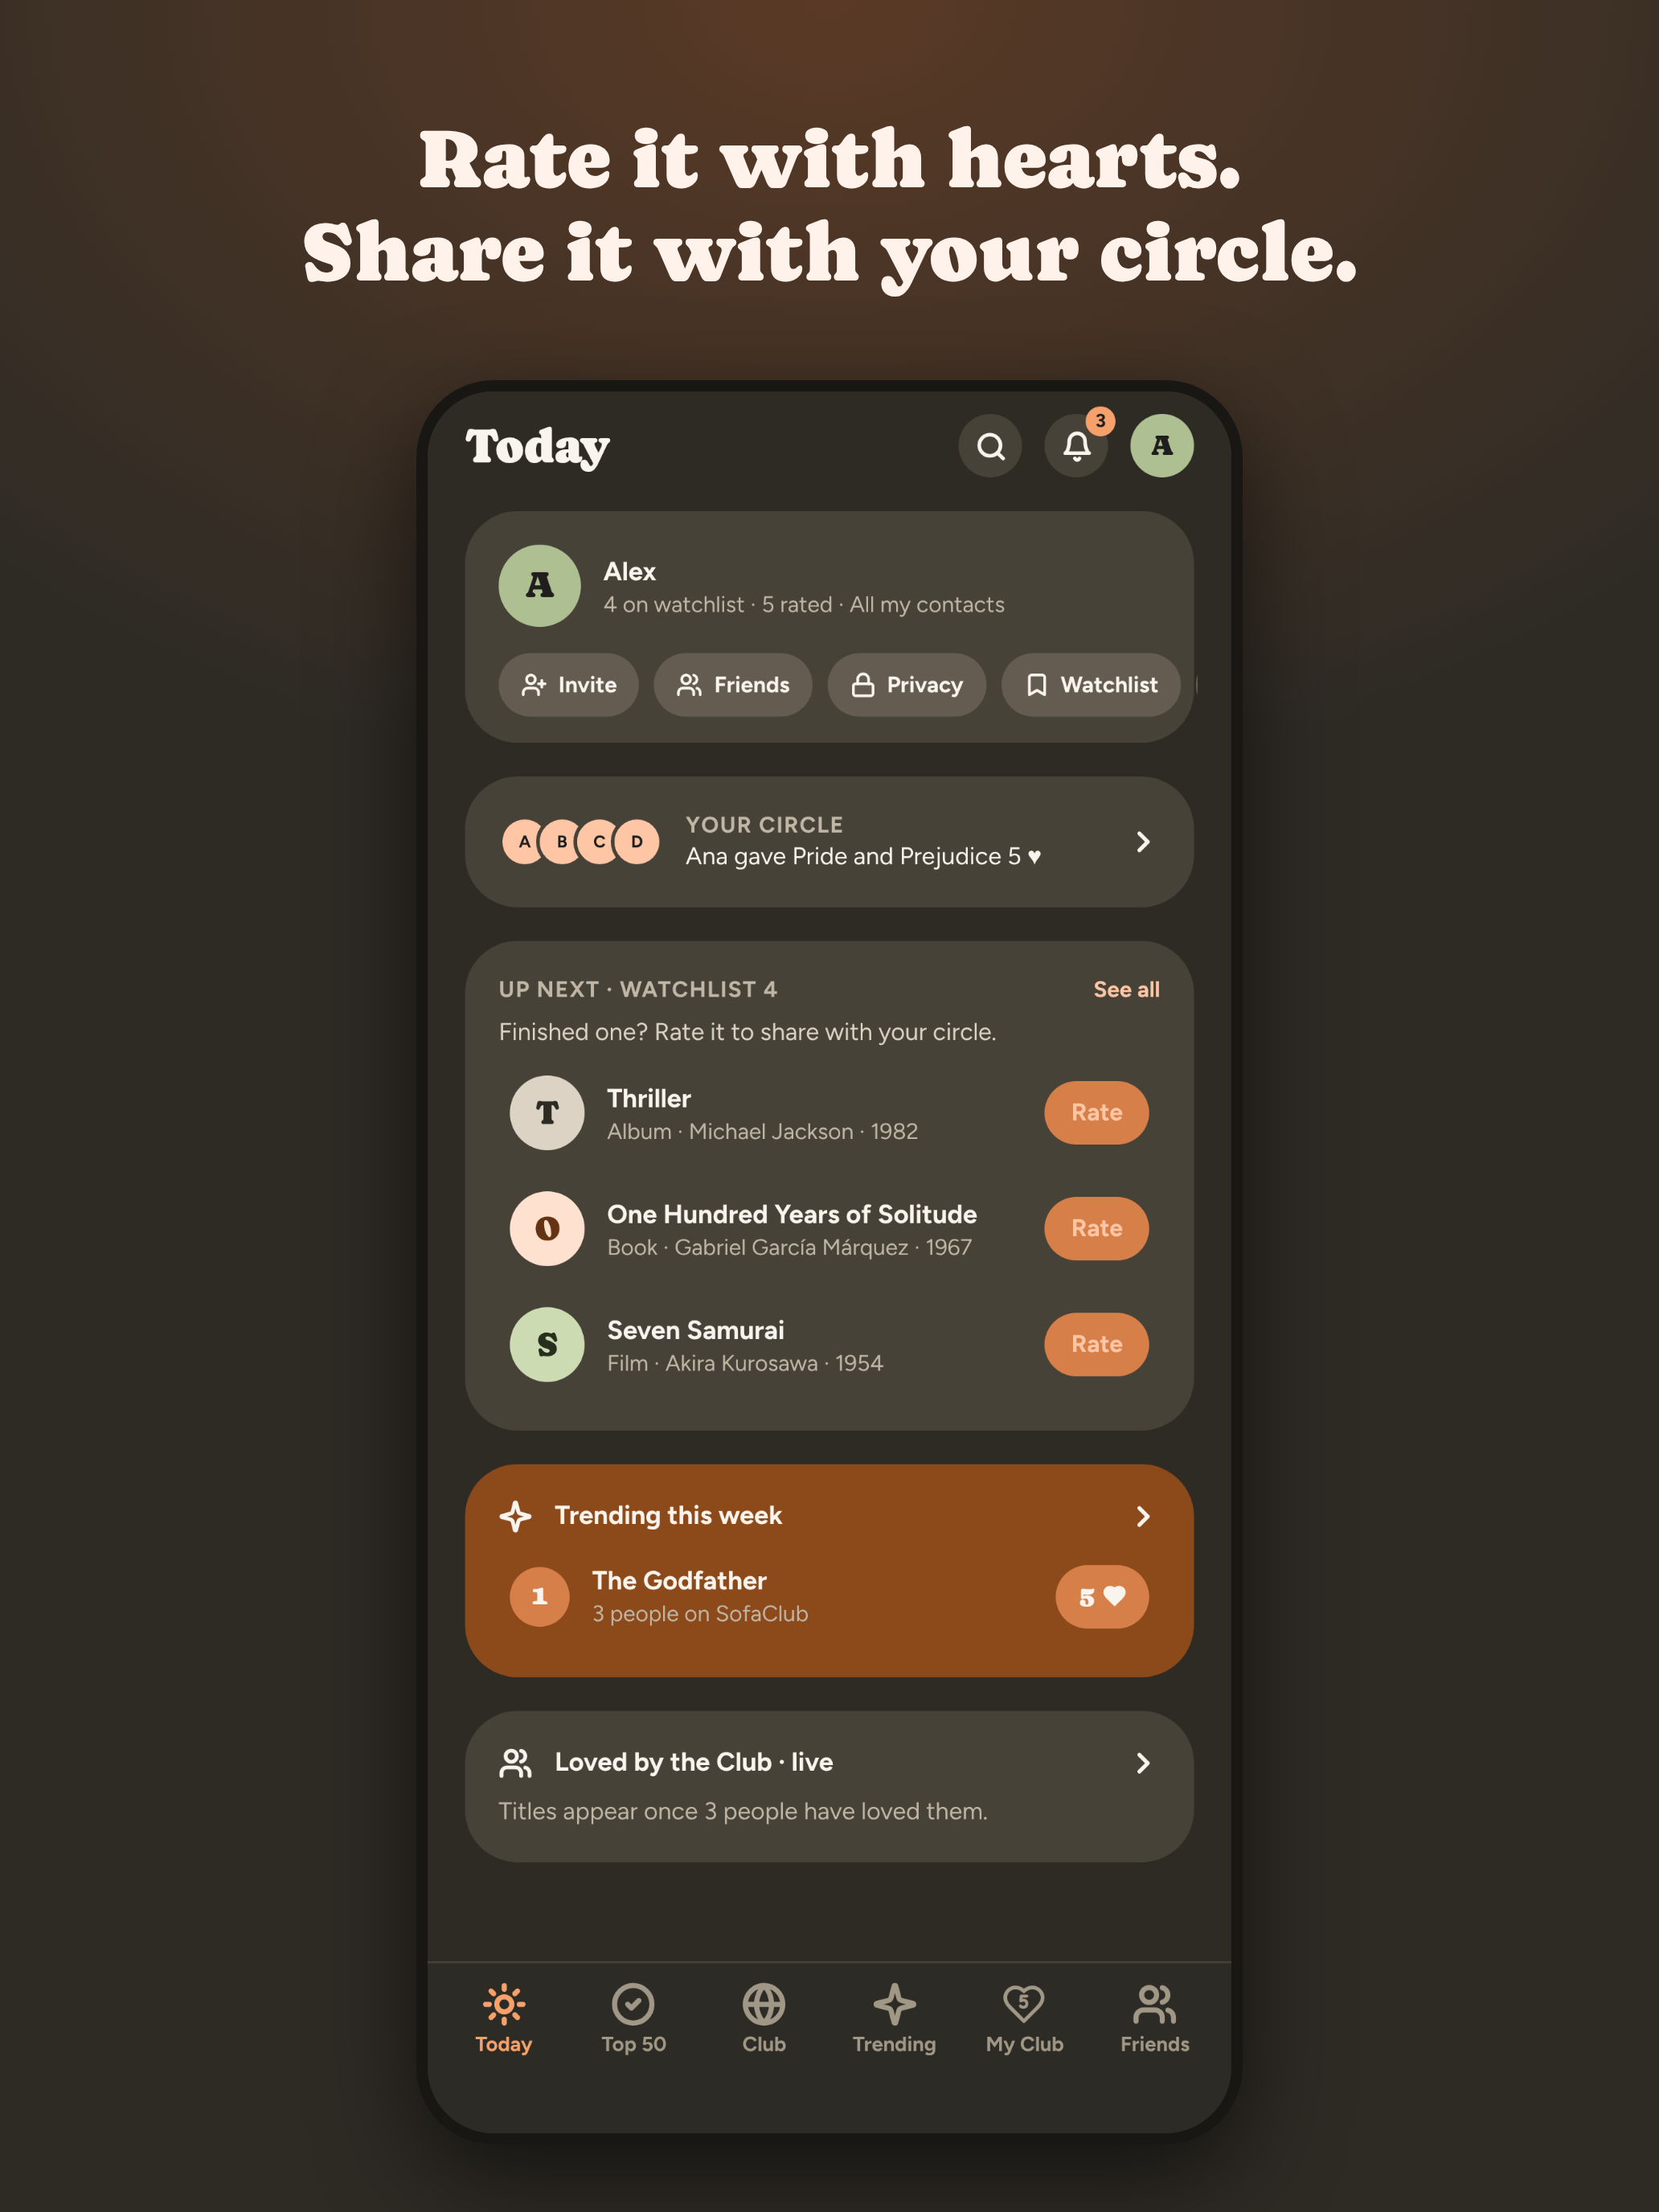 Rate it with hearts.
Share it with your circle.
Today
3
A
A
Alex
4 on watchlist · 5 rated · All my contacts
Invite
Friends
Privacy
Watchlist
A
B
C
D
YOUR CIRCLE
Ana gave Pride and Prejudice 5 ♥
UP NEXT · WATCHLIST 4
See all
Finished one? Rate it to share with your circle.
T
Thriller
Album · Michael Jackson · 1982
Rate
O
One Hundred Years of Solitude
Book · Gabriel García Márquez · 1967
Rate
S
Seven Samurai
Film · Akira Kurosawa · 1954
Rate
Trending this week
1
The Godfather
3 people on SofaClub
5 ♥
Loved by the Club · live
Titles appear once 3 people have loved them.
5
Today
Top 50
Club
Trending
My Club
Friends